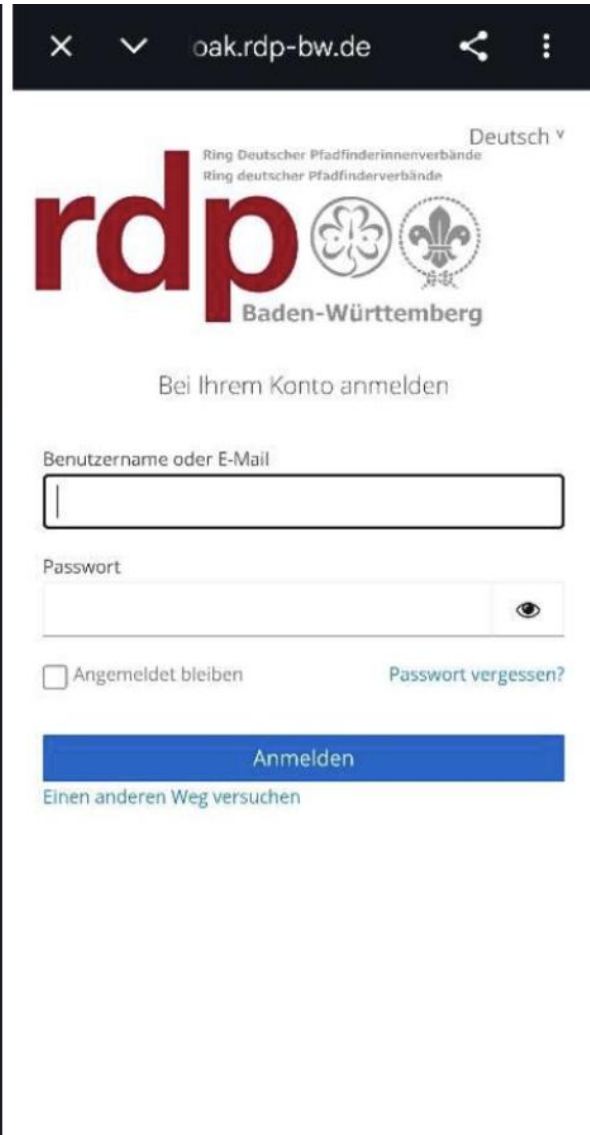 oak.rdp-bw.de
Deutsch
Ring Deutscher Pfadfinderinnenverbände
Ring deutscher Pfadfinderverbände
rdp
Baden-Württemberg
Bei Ihrem Konto anmelden
Benutzername oder E-Mail
Passwort
Angemeldet bleiben
Passwort vergessen?
Anmelden
Einen anderen Weg versuchen